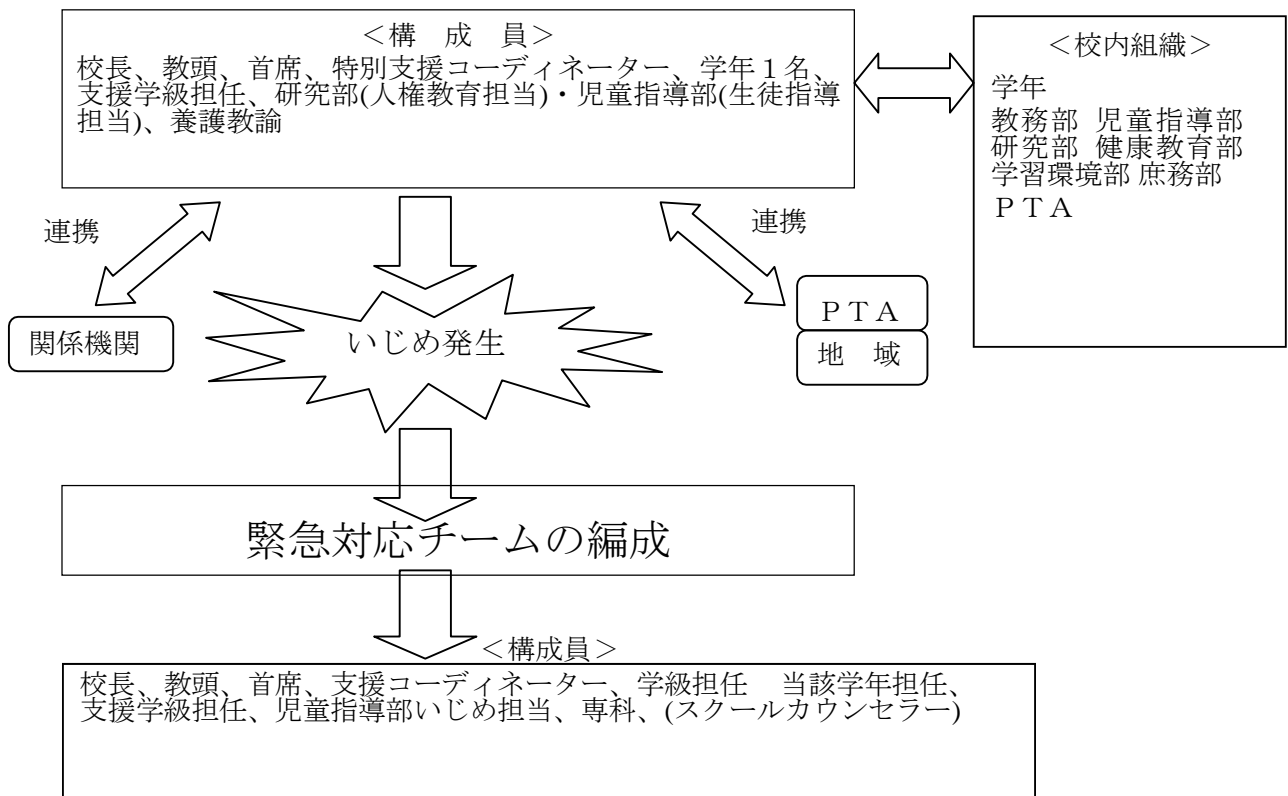 ＜構　成　員＞
校長、教頭、首席、特別支援コーディネーター、学年１名、
支援学級担任、研究部(人権教育担当)・児童指導部(生徒指導
担当)、養護教諭
＜校内組織＞
学年
教務部 児童指導部
研究部 健康教育部
学習環境部 庶務部
ＰＴＡ
連携
連携
関係機関
いじめ発生
ＰＴＡ
地　域
緊急対応チームの編成
＜構成員＞
校長、教頭、首席、支援コーディネーター、学級担任　当該学年担任、
支援学級担任、児童指導部いじめ担当、専科、(スクールカウンセラー)